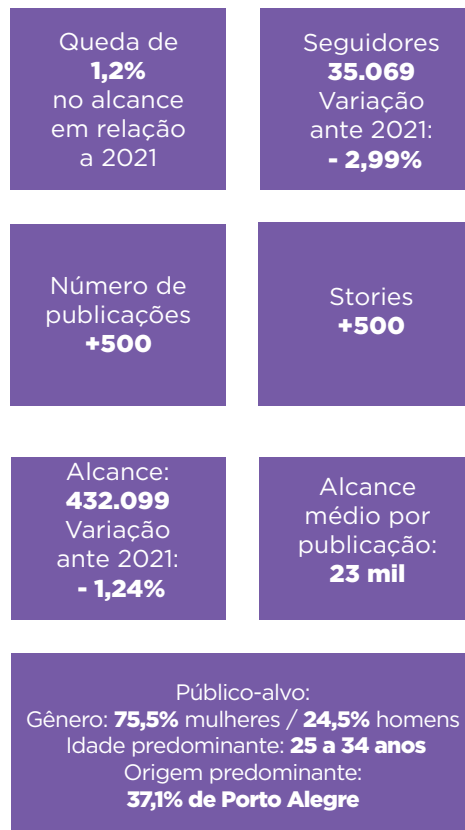 Queda de
1,2%
no alcance
em relação
a 2021
Seguidores
35.069
Variação
ante 2021:
- 2,99%
Número de
publicações
+500
Stories
+500
Alcance:
432.099
Variação
ante 2021:
- 1,24%
Alcance
médio por
publicação:
23 mil
Público-alvo:
Gênero: 75,5% mulheres / 24,5% homens
Idade predominante: 25 a 34 anos
Origem predominante:
37,1% de Porto Alegre